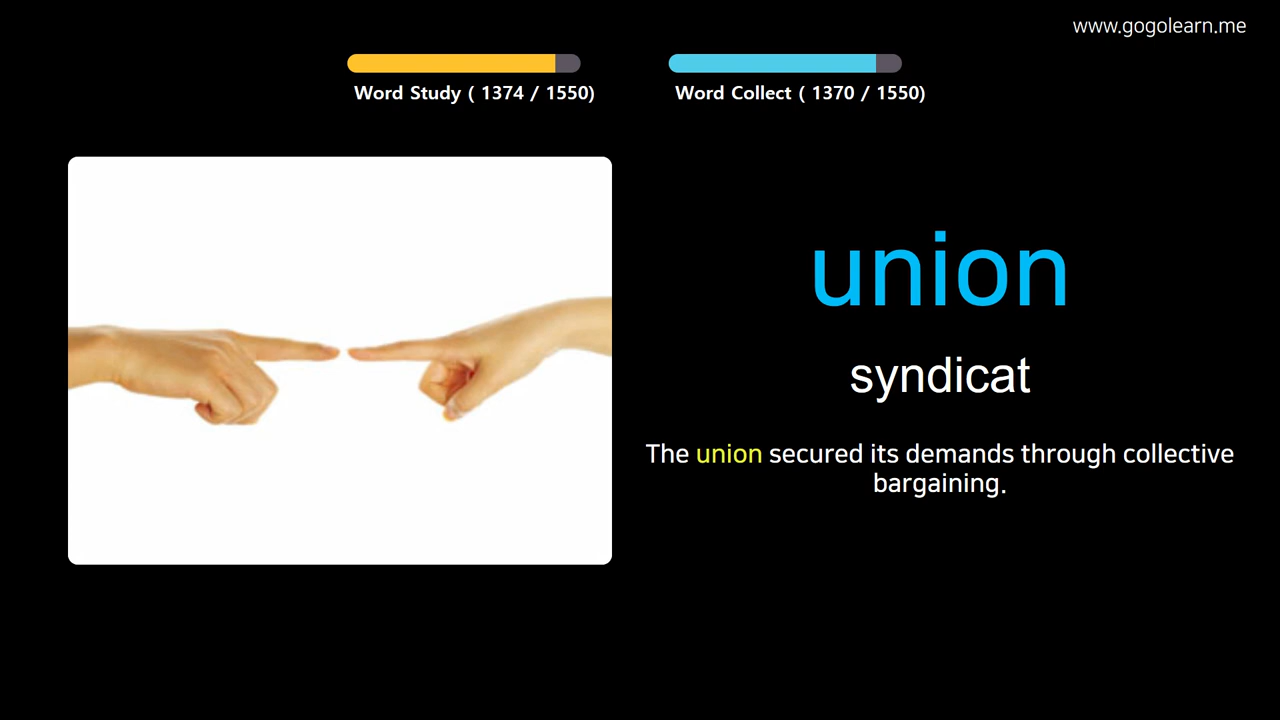 www.gogolearn.me
Word Study ( 1374 / 1550)
Word Collect ( 1370 / 1550)
union
syndicat
The union secured its demands through collective
bargaining.